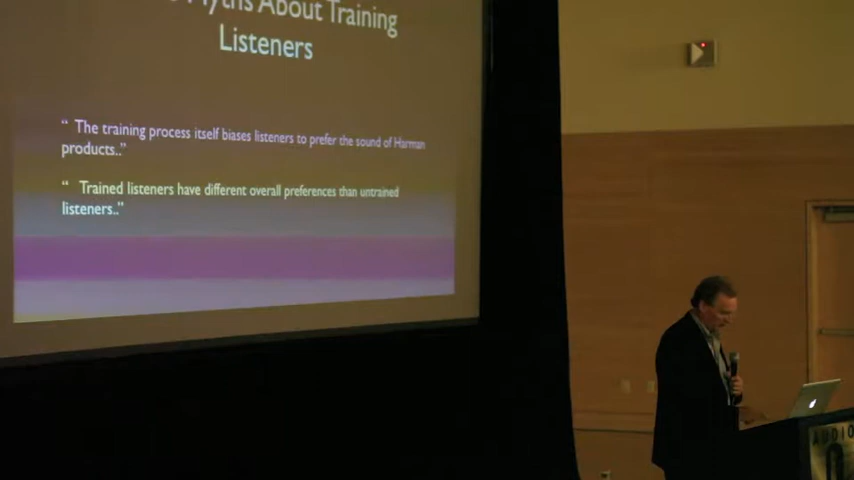 Myths About Training
Listeners
“ The training process itself biases listeners to prefer the sound of Harman
products..”
“ Trained listeners have different overall preferences than untrained
listeners..”
AUDIO